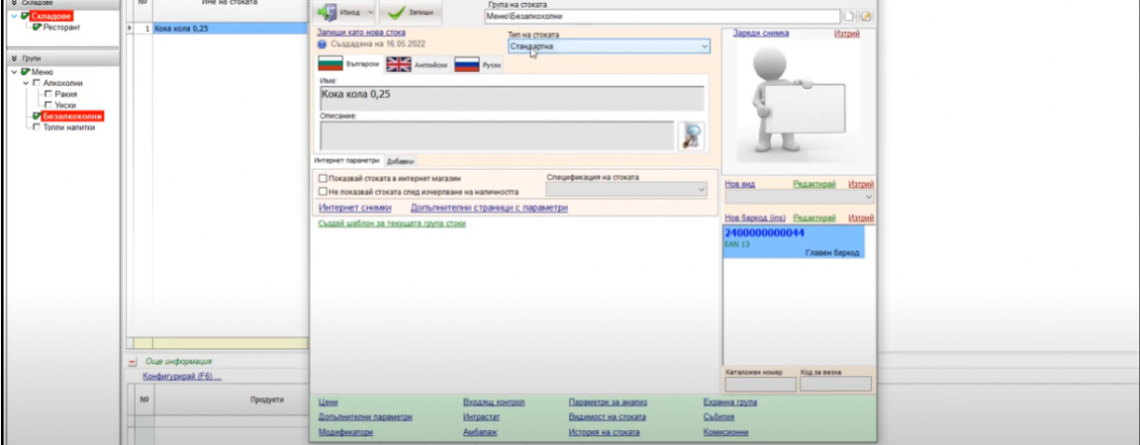 Складове
Складове
Ресторант
Групи
Меню
Алкохолни
Ракия
Уиски
Безалкохолни
Топли напитки
№ Име на стоката
1 Кока кола 0,25
Още информация
Конфигурирай (F6) ...
№ Продукти
Изход Запиши
Група на стоката
Меню\Безалкохолни
Запиши като нова стока
Създадена на 16.05.2022
Тип на стоката
Стандартна
Български Английски Руски
Име:
Кока кола 0,25
Описание:
Интернет параметри Добавки
Показвай стоката в интернет магазин
Не показвай стоката след изчерпване на наличността
Спецификация на стоката
Интернет снимки Допълнителни страници с параметри
Създай шаблон за текущата група стоки
Зареди снимка Изтрий
Нов вид Редактирай Изтрий
Нов баркод (ins) Редактирай Изтрий
2400000000044
EAN 13
Главен баркод
Каталожен номер Код за везна
Цени Входящ контрол Параметри за анализ Екранна група
Допълнителни параметри Интрастат Видимост на стоката Събития
Модификатори Амбалаж История на стоката Комисионни